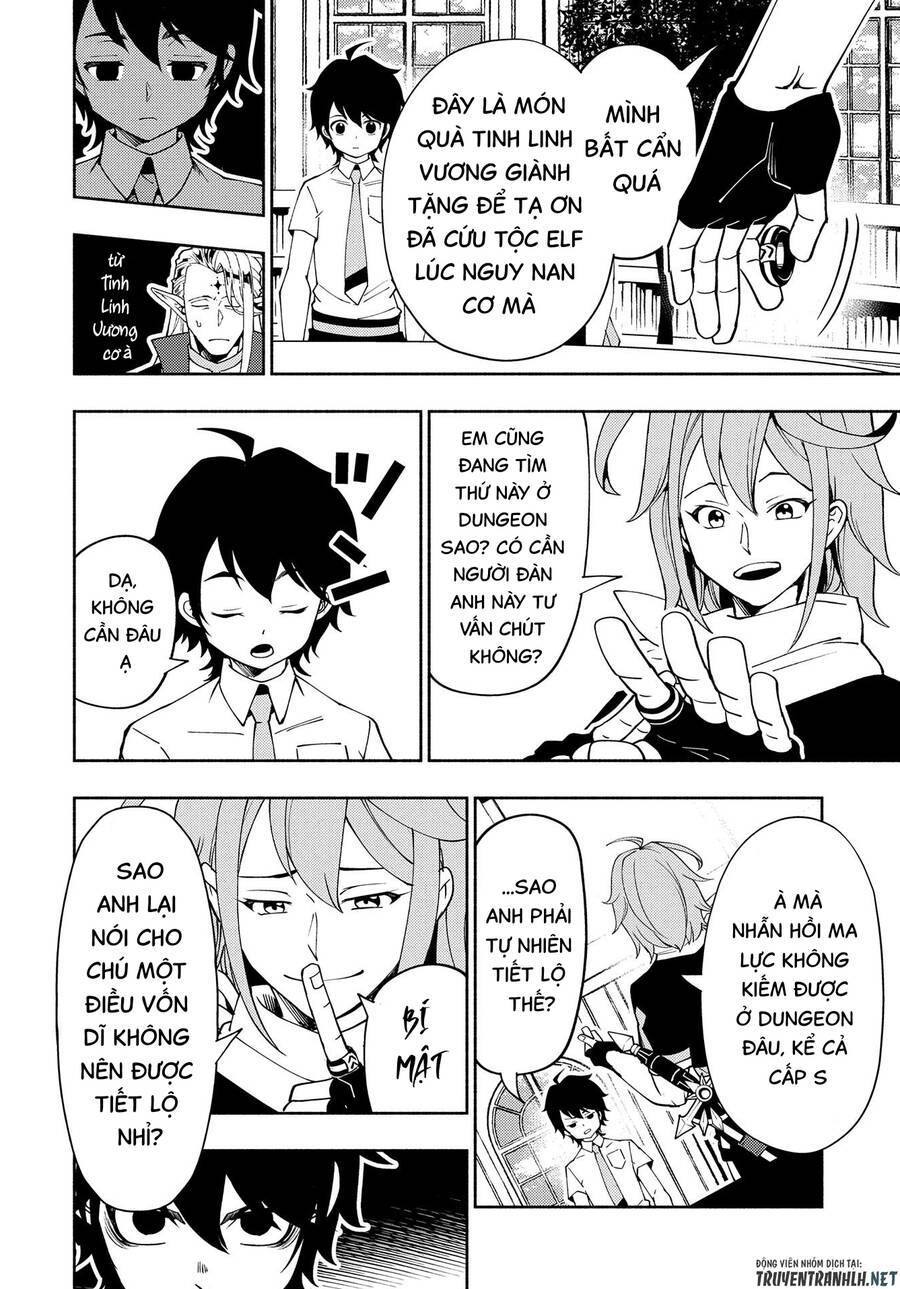 MÌNH
BẤT CẨN
QUÁ
ĐÂY LÀ MÓN
QUÀ TINH LINH
VƯƠNG GIÀNH
TẶNG ĐỂ TẠ ƠN
ĐÃ CỨU TỘC ELF
LÚC NGUY NAN
CƠ MÀ
từ
Tinh
Linh
Vương
cơ à
EM CŨNG
ĐANG TÌM
THỨ NÀY Ở
DUNGEON
SAO? CÓ CẦN
NGƯỜI ĐÀN
ANH NÀY TƯ
VẤN CHÚT
KHÔNG?
DẠ,
KHÔNG
CẦN ĐÂU
Ạ
À MÀ
NHẪN HỒI MA
LỰC KHÔNG
KIẾM ĐƯỢC
Ở DUNGEON
ĐÂU, KỂ CẢ
CẤP S
...SAO
ANH PHẢI
TỰ NHIÊN
TIẾT LỘ
THẾ?
BÍ
MẬT
SAO
ANH LẠI
NÓI CHO
CHÚ MỘT
ĐIỀU VỐN
DĨ KHÔNG
NÊN ĐƯỢC
TIẾT LỘ
NHỈ?
ĐỘNG VIÊN NHÓM DỊCH TẠI:
TRUYENTRANHLH.NET